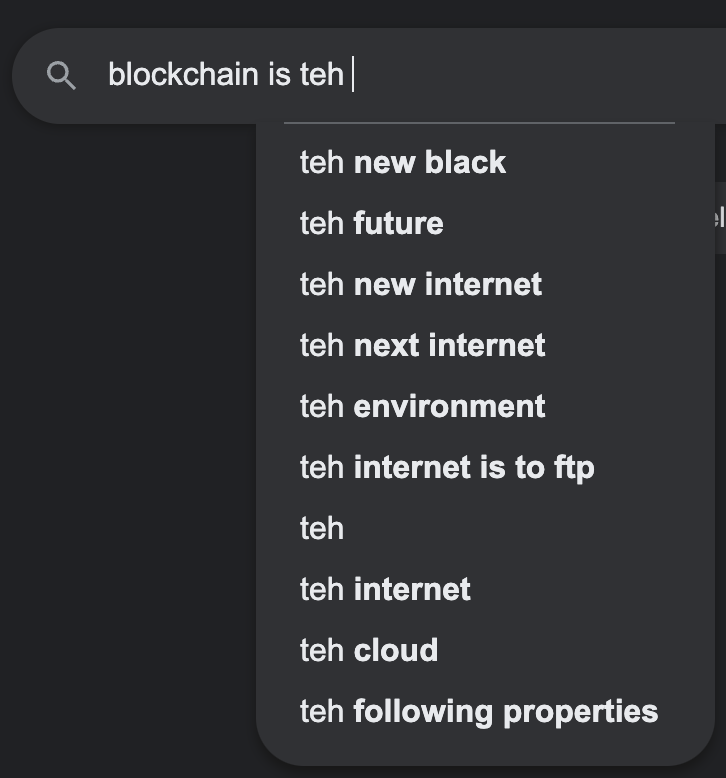 blockchain is teh
teh new black
teh future
teh new internet
teh next internet
teh environment
teh internet is to ftp
teh
teh internet
teh cloud
teh following properties